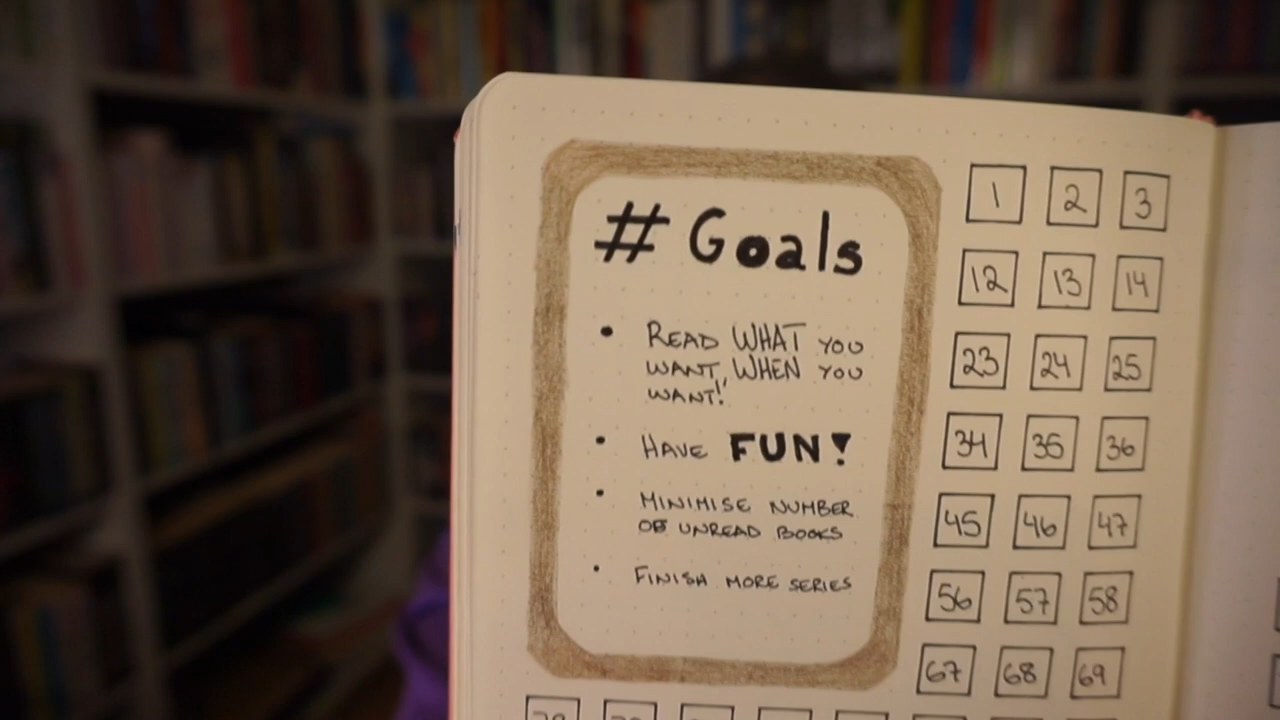 # Goals
• READ WHAT YOU
WANT, WHEN YOU
WANT!
• HAVE FUN!
• MINIMISE NUMBER
OF UNREAD BOOKS
• FINISH MORE SERIES
1 2 3
12 13 14
23 24 25
34 35 36
45 46 47
56 57 58
67 68 69